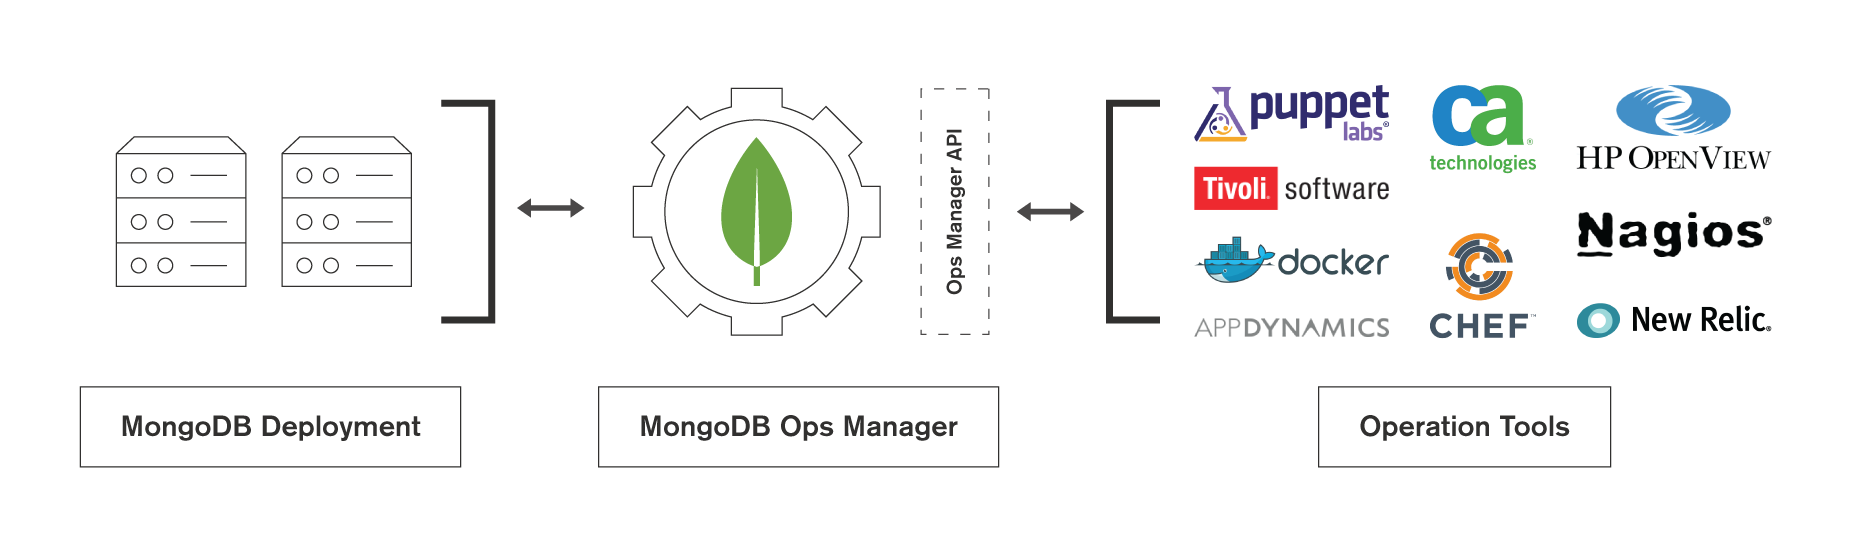 Ops Manager API
puppet
labs®
Tivoli. software
docker
APPDYNAMICS
ca®
technologies
CHEF™
HP OPENVIEW
Nagios®
New Relic®
MongoDB Deployment
MongoDB Ops Manager
Operation Tools